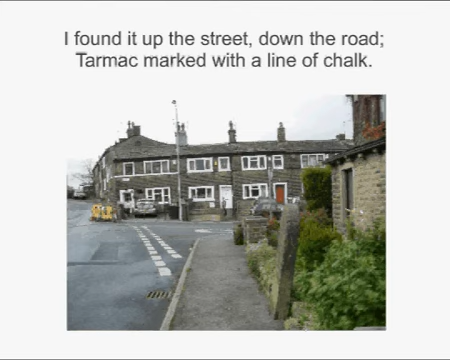 I found it up the street, down the road;
Tarmac marked with a line of chalk.